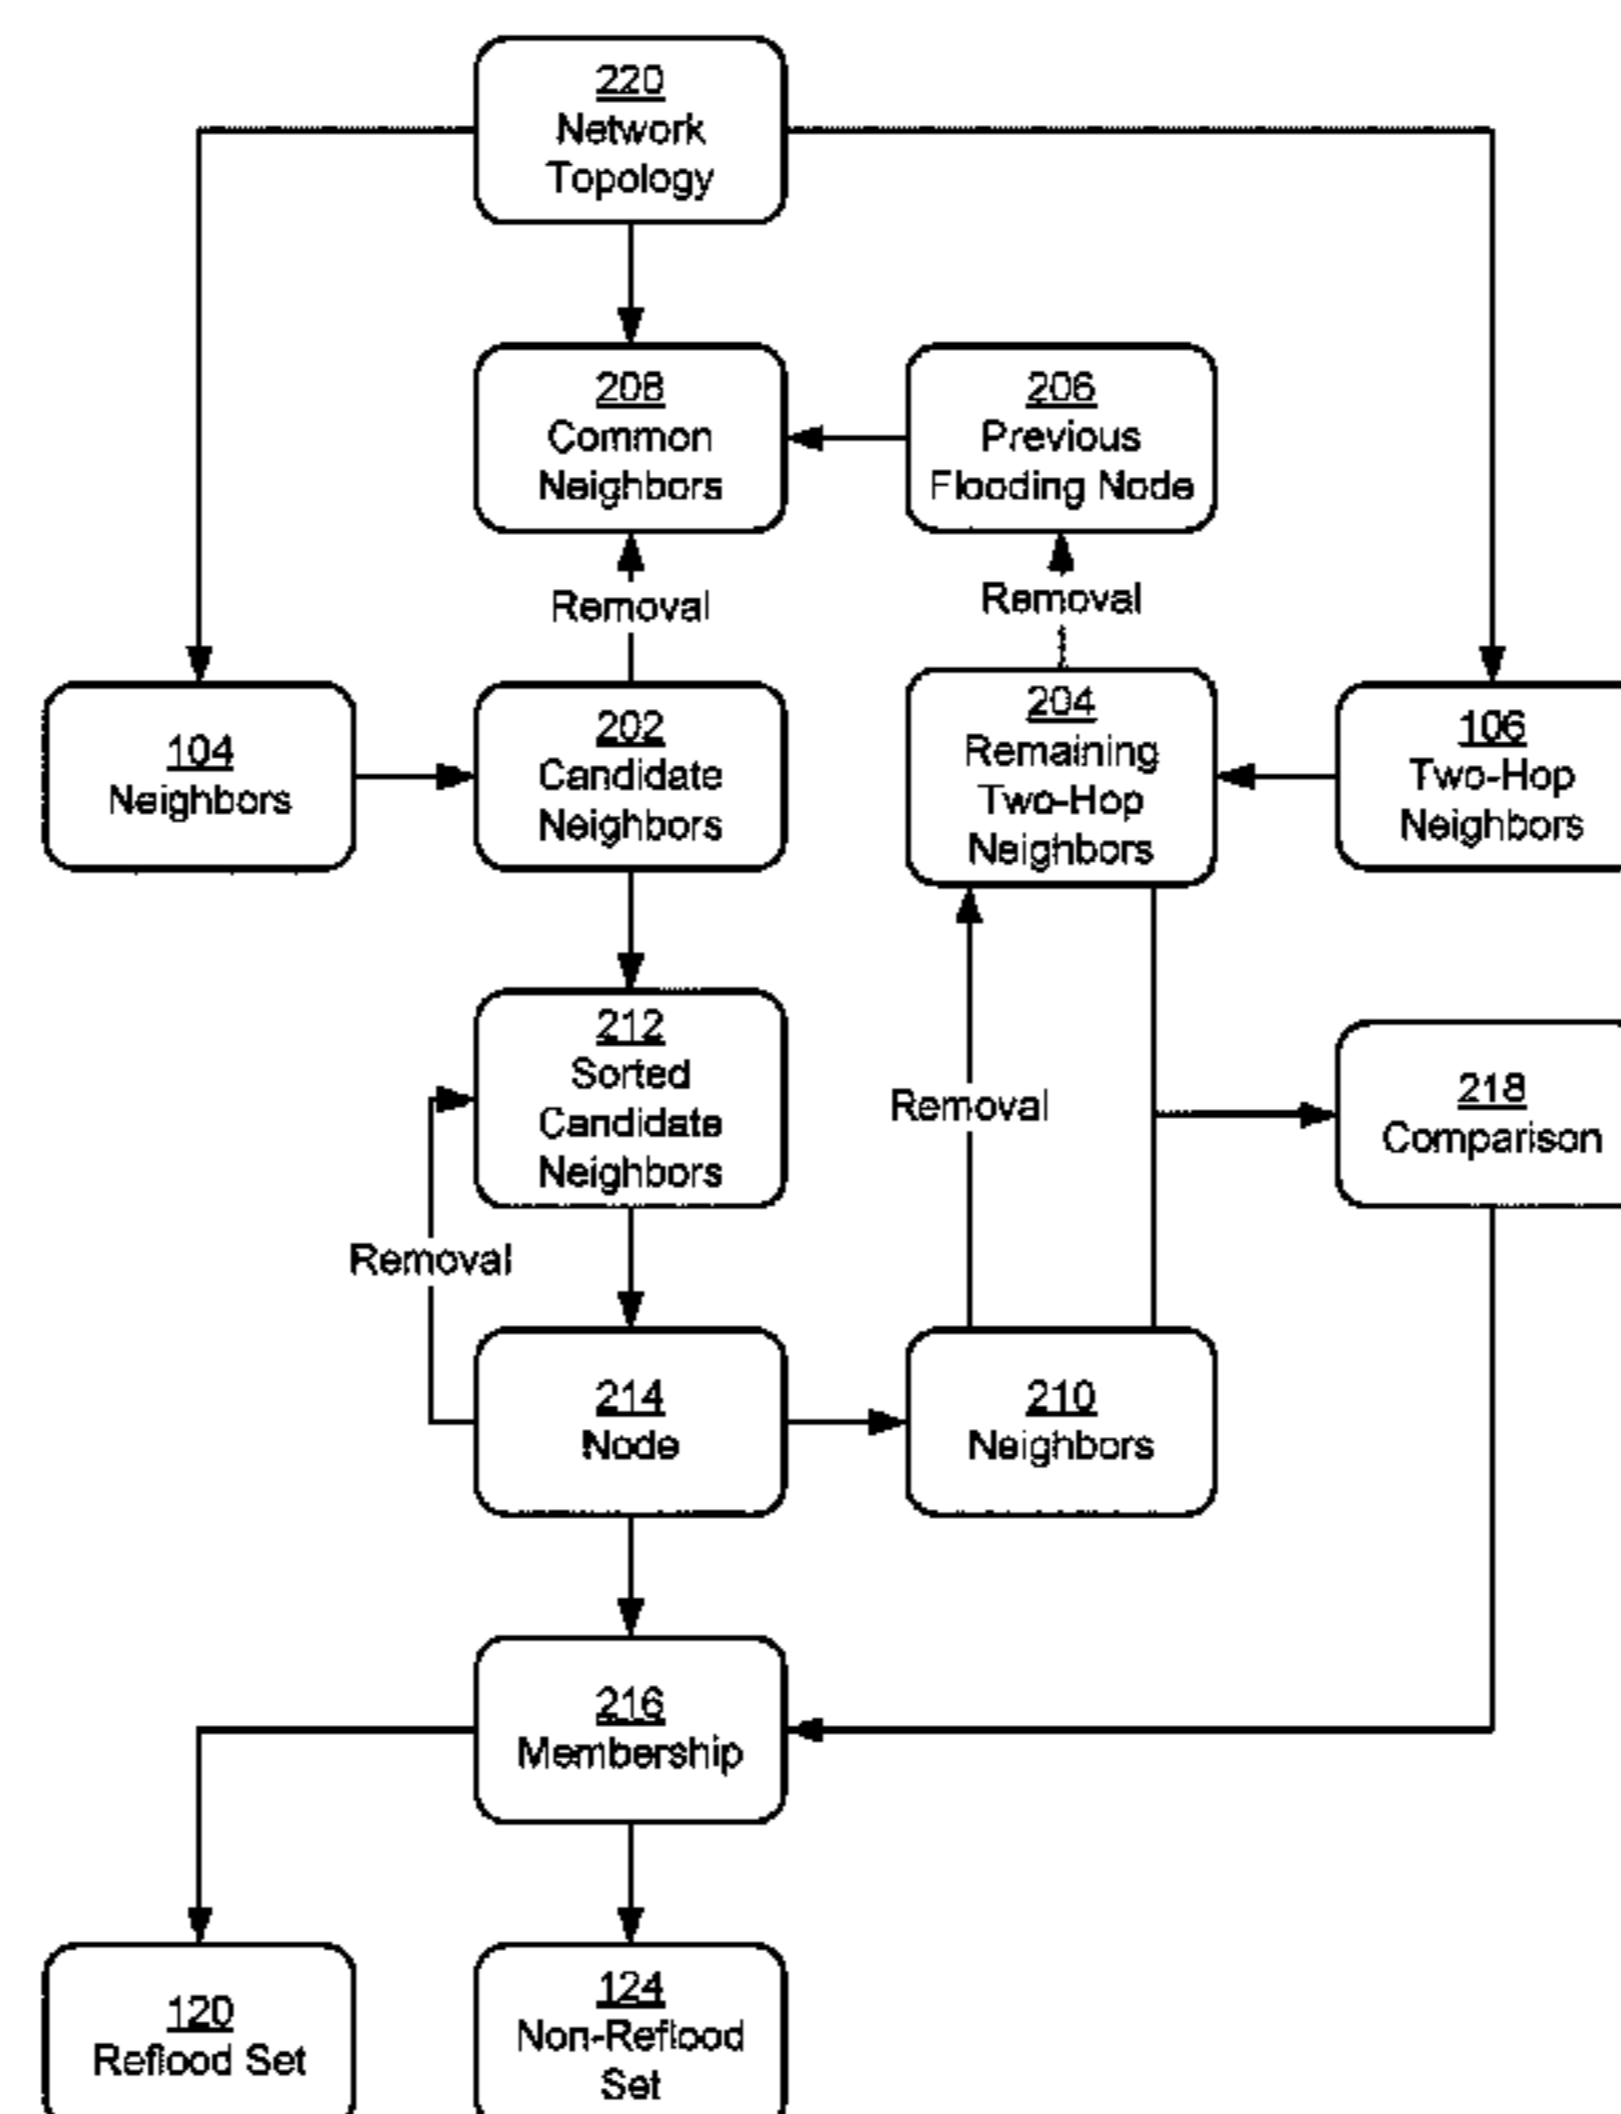 220
Network
Topology
208
Common
Neighbors
206
Previous
Flooding Node
Removal
Removal
104
Neighbors
202
Candidate
Neighbors
204
Remaining
Two-Hop
Neighbors
106
Two-Hop
Neighbors
212
Sorted
Candidate
Neighbors
Removal
218
Comparison
Removal
214
Node
210
Neighbors
216
Membership
120
Reflood Set
124
Non-Reflood
Set